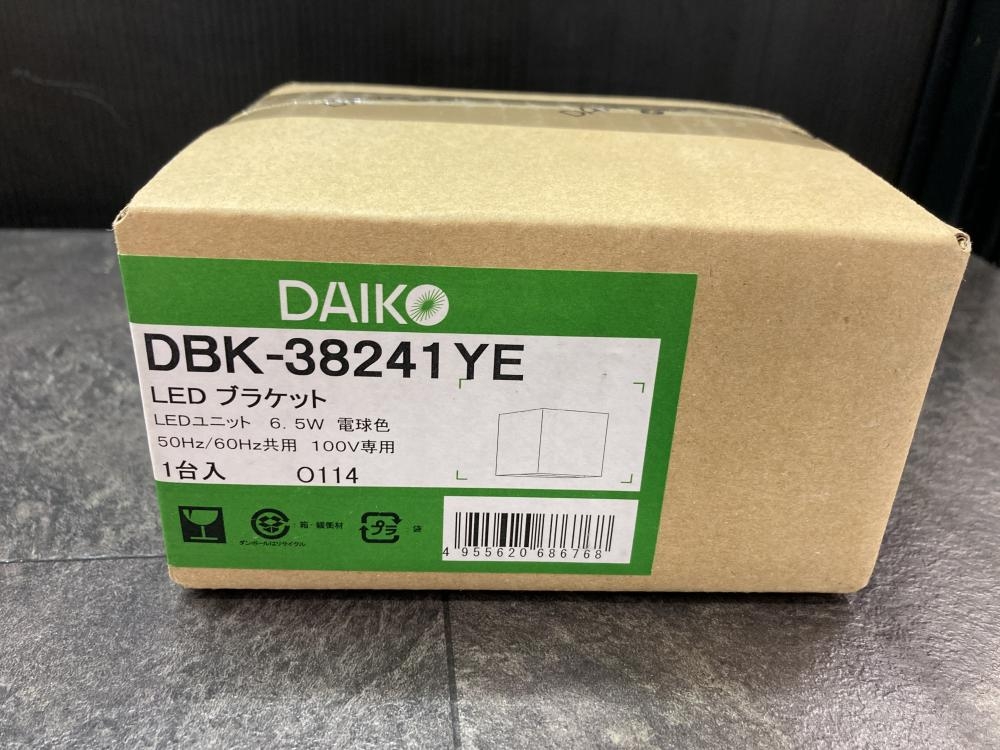 DAIKO
DBK-38241YE
LED ブラケット
LEDユニット 6.5W 電球色
50Hz/60Hz共用 100V専用
1台入 O114
箱・緩衝材
ダンボールはリサイクル
プラ
袋
4 955620 686768